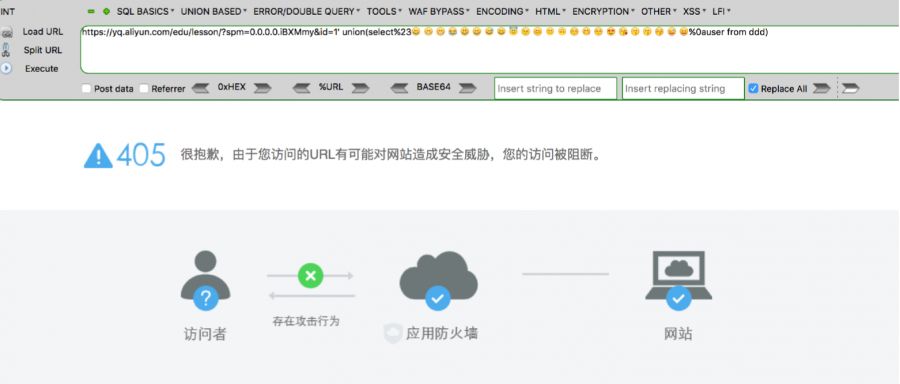 INT SQL BASICS UNION BASED ERROR/DOUBLE QUERY TOOLS WAF BYPASS ENCODING HTML ENCRYPTION OTHER XSS LFI
Load URL
https://yq.aliyun.com/edu/lesson/?spm=0.0.0.0.iBXMmy&id=1' union(select%23%0auser from ddd)
Split URL
Execute
Post data Referrer 0xHEX %URL BASE64 Insert string to replace Insert replacing string Replace All
405 很抱歉，由于您访问的URL有可能对网站造成安全威胁，您的访问被阻断。
存在攻击行为
访问者 应用防火墙 网站